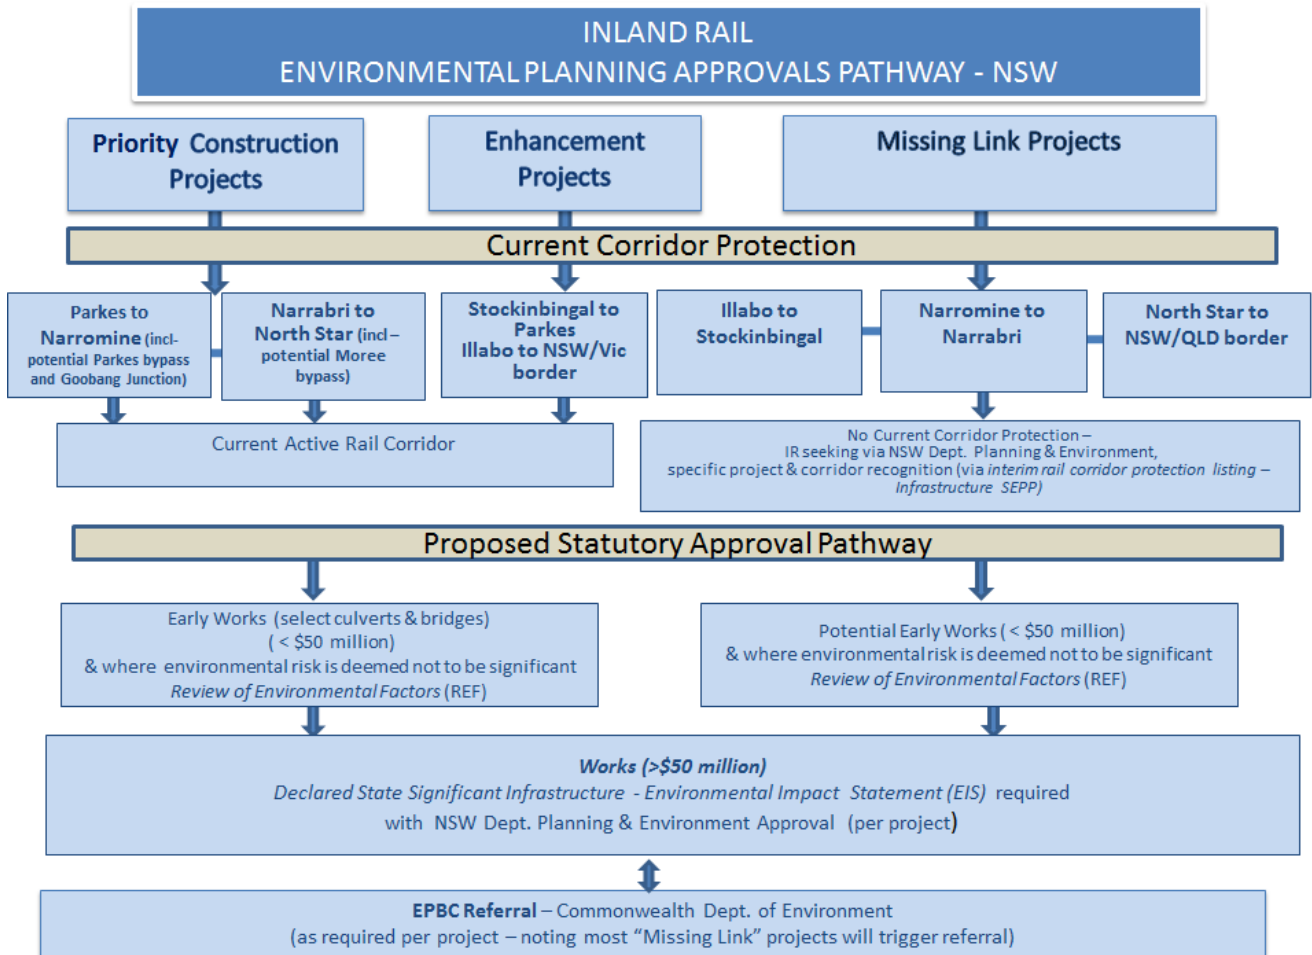 INLAND RAIL
ENVIRONMENTAL PLANNING APPROVALS PATHWAY - NSW
Priority Construction
Projects
Enhancement
Projects
Missing Link Projects
Current Corridor Protection
Parkes to
Narromine (incl-
potential Parkes bypass
and Goobang Junction)
Narrabri to
North Star (incl –
potential Moree
bypass)
Stockinbingal to
Parkes
Illabo to NSW/Vic
border
Illabo to
Stockinbingal
Narromine to
Narrabri
North Star to
NSW/QLD border
Current Active Rail Corridor
No Current Corridor Protection –
IR seeking via NSW Dept. Planning & Environment,
specific project & corridor recognition (via interim rail corridor protection listing –
Infrastructure SEPP)
Proposed Statutory Approval Pathway
Early Works (select culverts & bridges)
( < $50 million)
& where environmental risk is deemed not to be significant
Review of Environmental Factors (REF)
Potential Early Works ( < $50 million)
& where environmental risk is deemed not to be significant
Review of Environmental Factors (REF)
Works (>$50 million)
Declared State Significant Infrastructure - Environmental Impact Statement (EIS) required
with NSW Dept. Planning & Environment Approval (per project)
EPBC Referral – Commonwealth Dept. of Environment
(as required per project – noting most “Missing Link” projects will trigger referral)